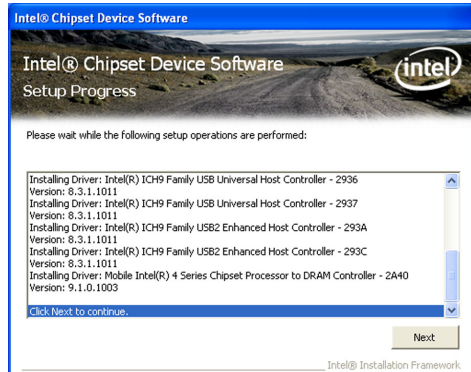 Intel® Chipset Device Software
Intel® Chipset Device Software
intel
Setup Progress
Please wait while the following setup operations are performed:
Installing Driver: Intel(R) ICH9 Family USB Universal Host Controller - 2936
Version: 8.3.1.1011
Installing Driver: Intel(R) ICH9 Family USB Universal Host Controller - 2937
Version: 8.3.1.1011
Installing Driver: Intel(R) ICH9 Family USB2 Enhanced Host Controller - 293A
Version: 8.3.1.1011
Installing Driver: Intel(R) ICH9 Family USB2 Enhanced Host Controller - 293C
Version: 8.3.1.1011
Installing Driver: Mobile Intel(R) 4 Series Chipset Processor to DRAM Controller - 2A40
Version: 9.1.0.1003
Click Next to continue.
Next
Intel® Installation Framework